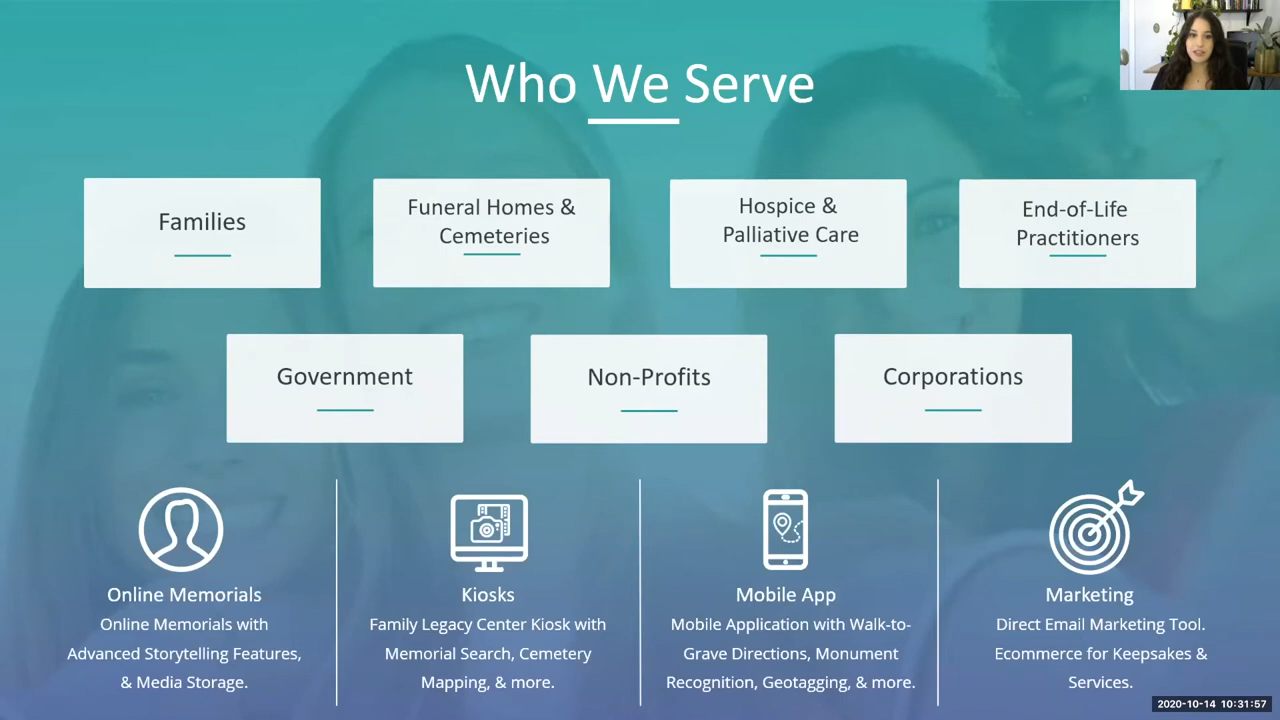 Who We Serve
Families
Funeral Homes &
Cemeteries
Hospice &
Palliative Care
End-of-Life
Practitioners
Government
Non-Profits
Corporations
Online Memorials
Online Memorials with
Advanced Storytelling Features,
& Media Storage.
Kiosks
Family Legacy Center Kiosk with
Memorial Search, Cemetery
Mapping, & more.
Mobile App
Mobile Application with Walk-to-
Grave Directions, Monument
Recognition, Geotagging, & more.
Marketing
Direct Email Marketing Tool.
Ecommerce for Keepsakes &
Services.
2020-10-14 10:31:57